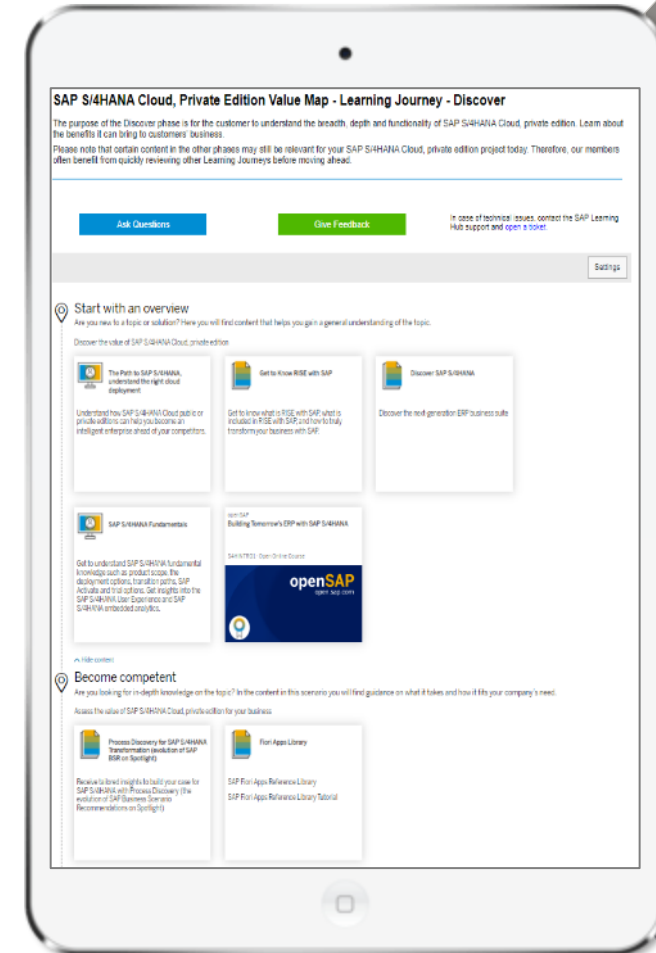 SAP S/4HANA Cloud, Private Edition Value Map - Learning Journey - Discover
The purpose of the Discover phase is for the customer to understand the breadth, depth and functionality of SAP S/4HANA Cloud, private edition. Learn about
the benefits it can bring to customers' business.
Please note that certain content in the other phases may still be relevant for your SAP S/4HANA Cloud, private edition project today. Therefore, our members
often benefit from quickly reviewing other Learning Journeys before moving ahead.
Ask Questions
Give Feedback
In case of technical issues, contact the SAP Learning
Hub support and open a ticket.
Settings
Start with an overview
Are you new to a topic or solution? Here you will find content that helps you gain a general understanding of the topic.
Discover the value of SAP S/4HANA Cloud, private edition
The Path to SAP S/4HANA,
understand the right cloud
deployment
Understand how SAP S/4HANA Cloud public or
private editions can help you become an
intelligent enterprise ahead of your competitors.
Get to Know RISE with SAP
Get to know what is RISE with SAP, what is
included in RISE with SAP, and how to truly
transform your business with SAP.
Discover SAP S/4HANA
Discover the next-generation ERP business suite
SAP S/4HANA Fundamentals
Get to understand SAP S/4HANA fundamental
knowledge such as product scope, the
deployment options, transition paths, SAP
Activate and trial options. Get insights into the
SAP S/4HANA User Experience and SAP
S/4HANA embedded analytics.
openSAP
Building Tomorrow's ERP with SAP S/4HANA
Open Online Course
openSAP
open.sap.com
Hide content
Become competent
Are you looking for in-depth knowledge on the topic? In the content in this scenario you will find guidance on what it takes and how it fits your company's need.
Assess the value of SAP S/4HANA Cloud, private edition for your business
Process Discovery for SAP S/4HANA
Transformation (evolution of SAP
BSR on Spotlight)
Receive tailored insights to build your case for
SAP S/4HANA with Process Discovery (the
evolution of SAP Business Scenario
Recommendations on Spotlight)
Fiori Apps Library
SAP Fiori Apps Reference Library
SAP Fiori Apps Reference Library Tutorial